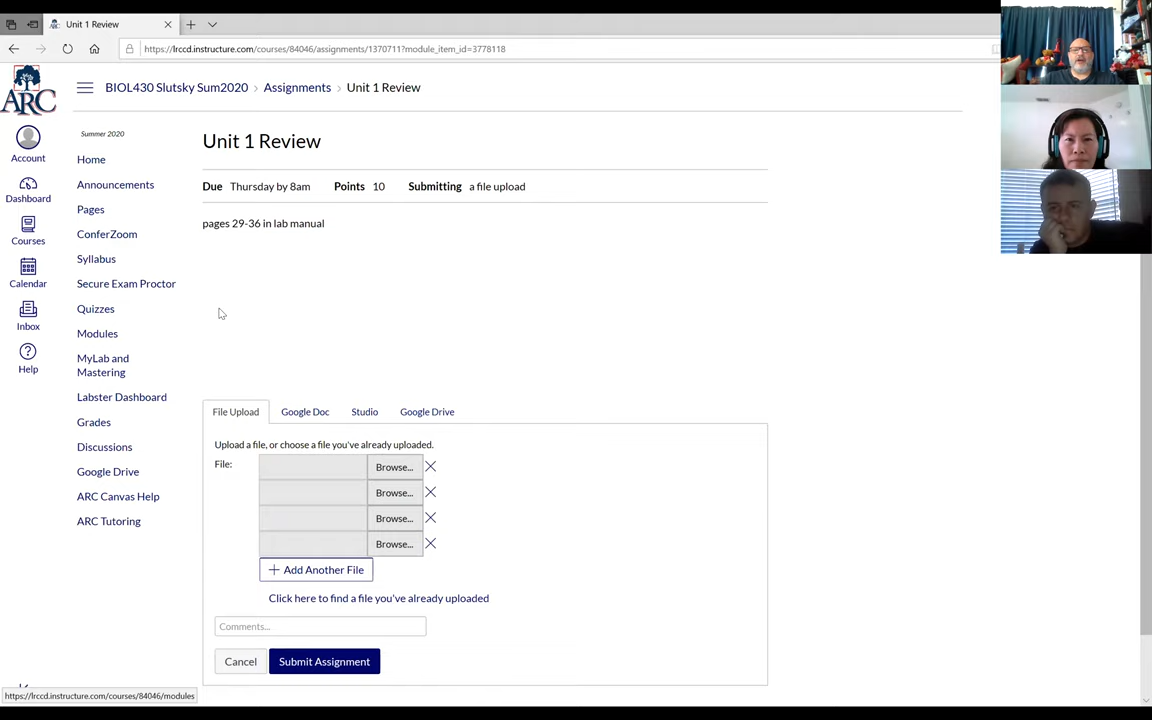 Unit 1 Review
https://lrccd.instructure.com/courses/84046/assignments/1370711?module_item_id=3778118
ARC
BIOL430 Slutsky Sum2020 > Assignments > Unit 1 Review
Account
Dashboard
Courses
Calendar
Inbox
Help
Summer 2020
Home
Announcements
Pages
ConferZoom
Syllabus
Secure Exam Proctor
Quizzes
Modules
MyLab and
Mastering
Labster Dashboard
Grades
Discussions
Google Drive
ARC Canvas Help
ARC Tutoring
Unit 1 Review
Due Thursday by 8am Points 10 Submitting a file upload
pages 29-36 in lab manual
File Upload Google Doc Studio Google Drive
Upload a file, or choose a file you've already uploaded.
File: Browse...
Browse...
Browse...
Browse...
+ Add Another File
Click here to find a file you've already uploaded
Comments...
Cancel Submit Assignment
https://lrccd.instructure.com/courses/84046/modules